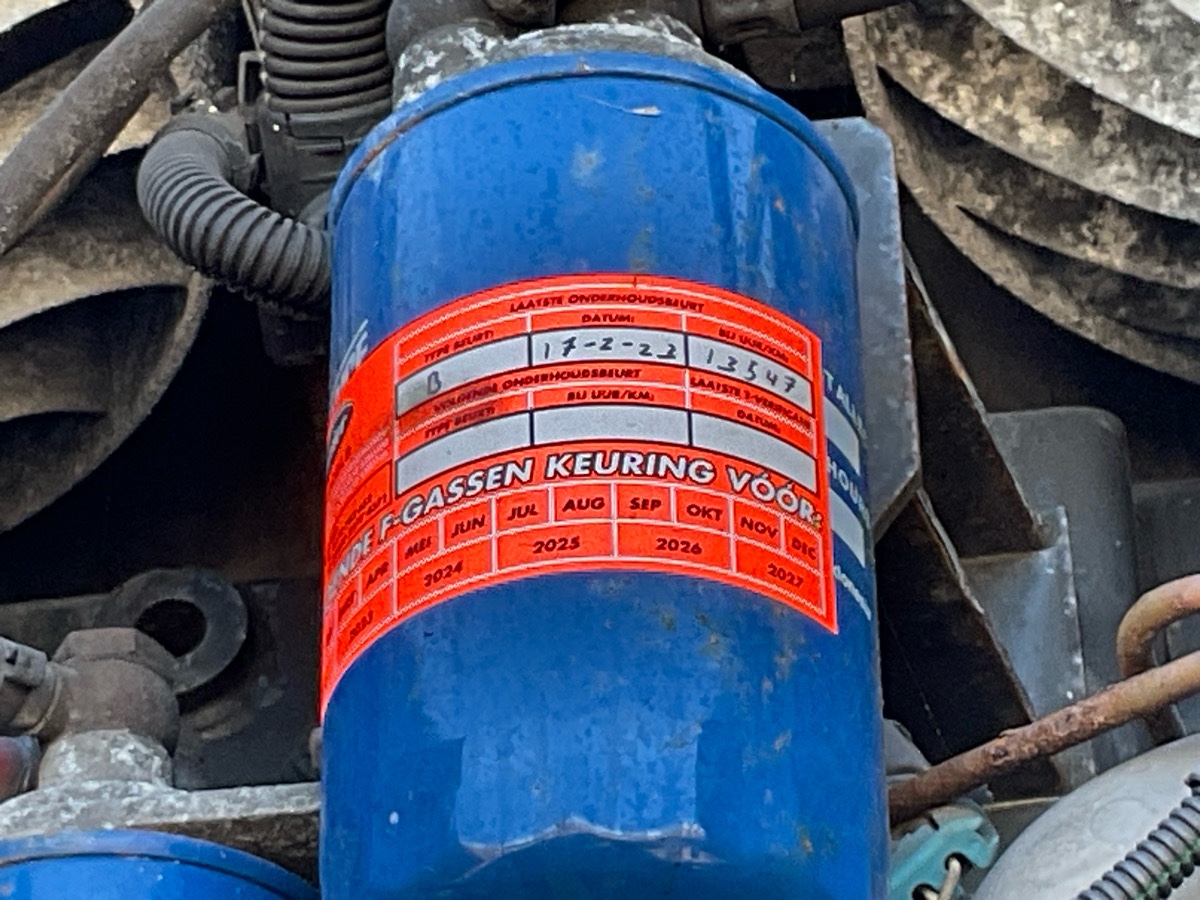 LAATSTE ONDERHOUDSBEURT
TYPE BEURT: DATUM: BIJ UUR/KM:
B 17-2-22 13547
VOLGENDE ONDERHOUDSBEURT LAATSTE
TYPE BEURT: BIJ UUR/KM: DATUM:
F-GASSEN KEURING VÓÓR:
APR MEI JUN JUL AUG SEP OKT NOV DEC
2023 2024 2025 2026 2027